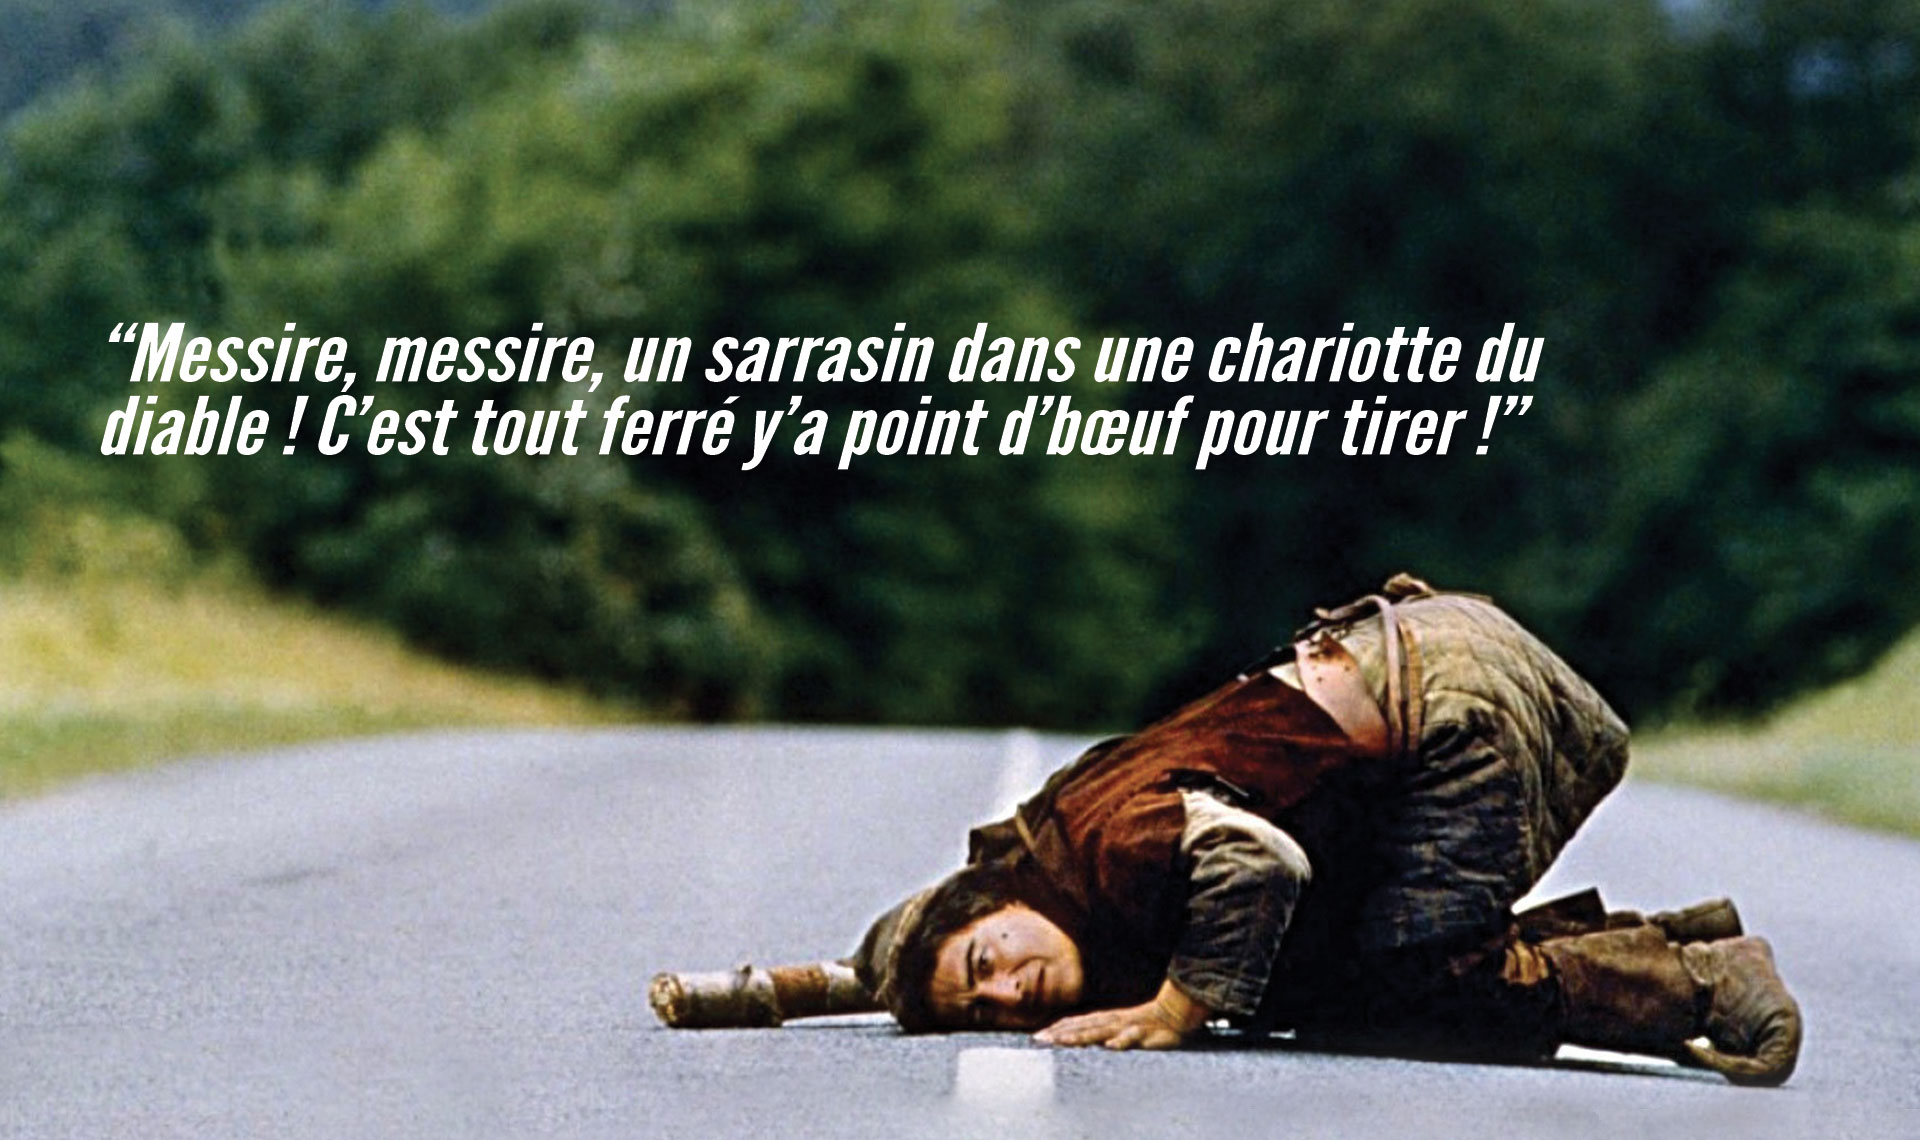 “Messire, messire, un sarrasin dans une chariotte du
diable ! C’est tout ferré y’a point d’bœuf pour tirer !”